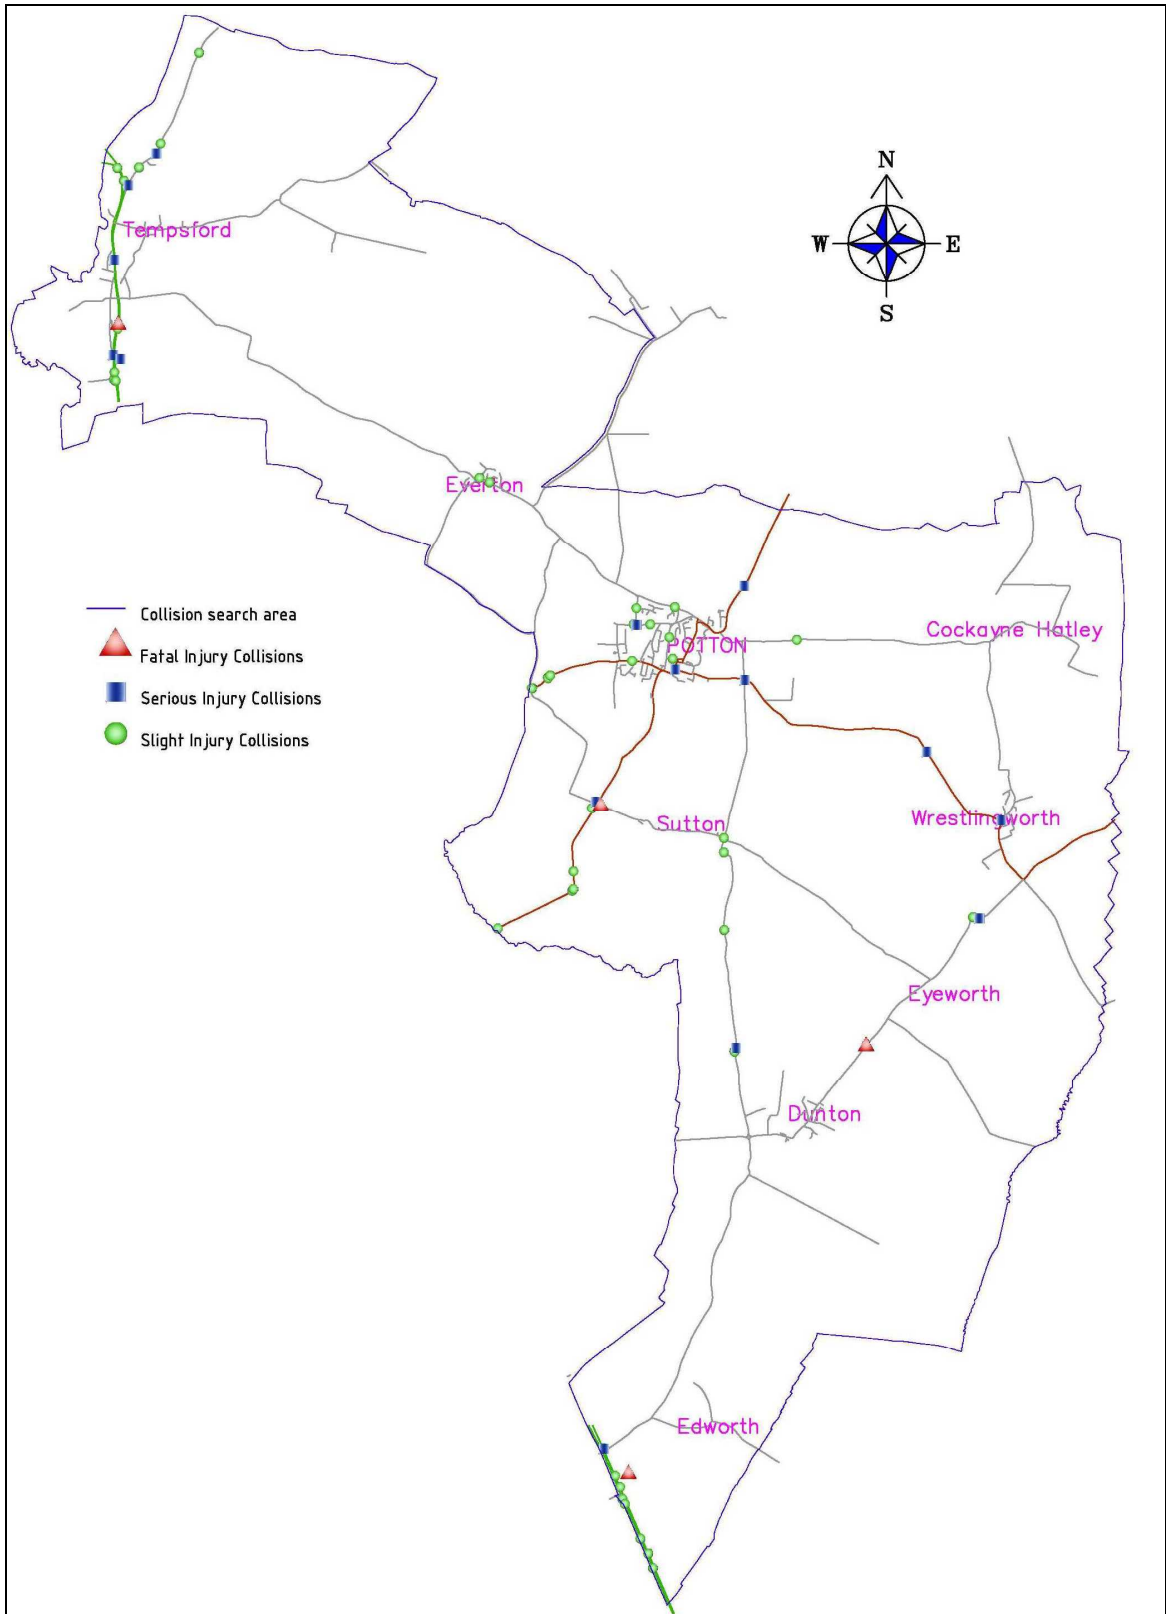 N
W
E
S
Tempsford
Everton
Collision search area
Fatal Injury Collisions
Serious Injury Collisions
Slight Injury Collisions
POTTON
Cockayne Hatley
Sutton
Wrestlingworth
Eyeworth
Dunton
Edworth